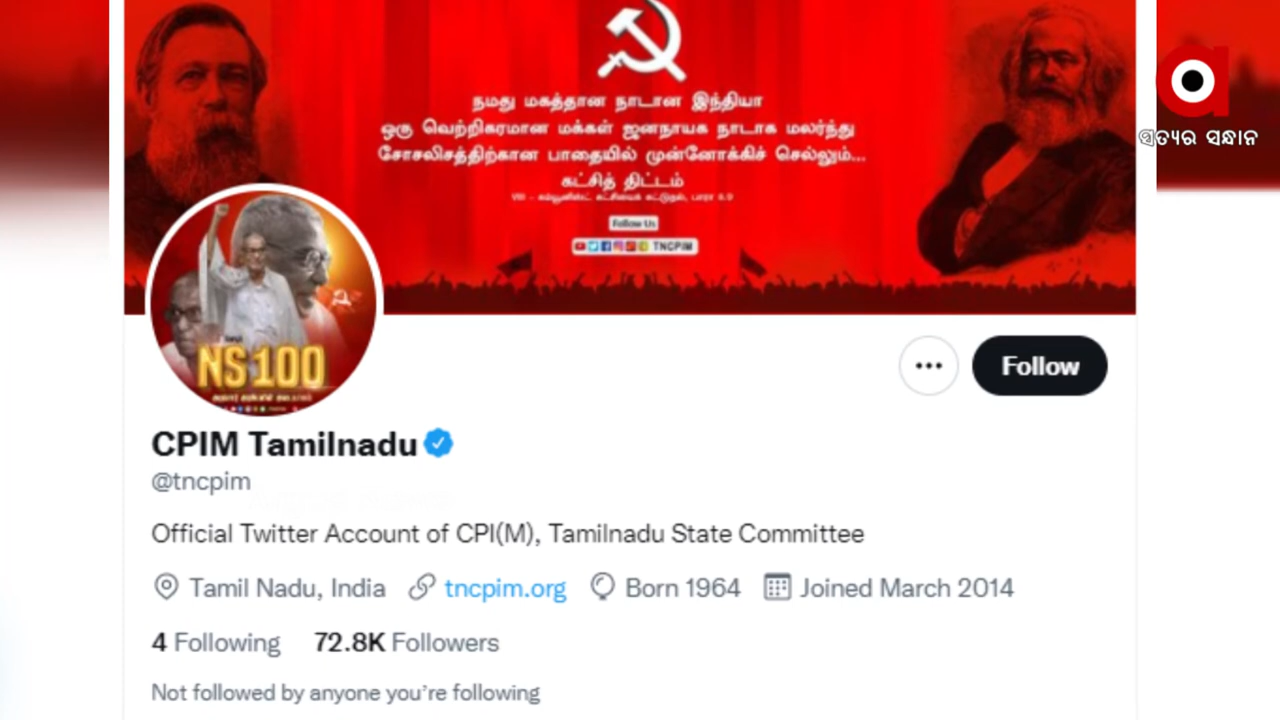 நமது மகத்தான நாடான இந்தியா
ஒரு வெற்றிகரமான மக்கள் ஜனநாயக நாடாக மலர்ந்து
சோசலிசத்திற்கான பாதையில் முன்னோக்கிச் செல்லும்...
கட்சித் திட்டம்
Follow Us
TNCPIM
a
ସତ୍ୟର ସନ୍ଧାନ
NS100
Follow
CPIM Tamilnadu
@tncpim
Official Twitter Account of CPI(M), Tamilnadu State Committee
Tamil Nadu, India tncpim.org Born 1964 Joined March 2014
4 Following 72.8K Followers
Not followed by anyone you're following